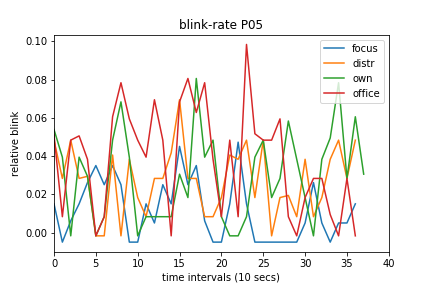 blink-rate P05
0.10
0.08
0.06
0.04
0.02
0.00
relative blink
focus
distr
own
office
0 5 10 15 20 25 30 35 40
time intervals (10 secs)